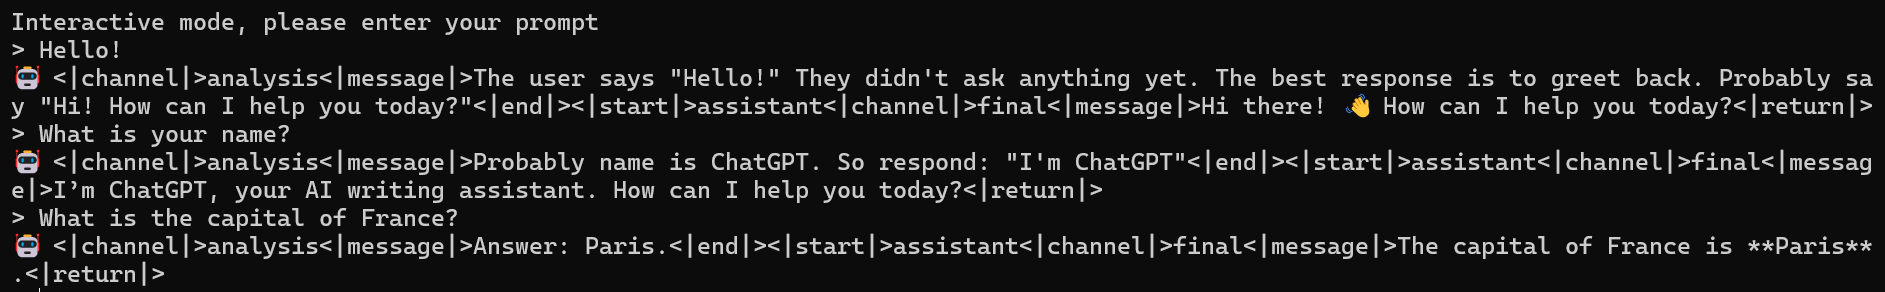 Interactive mode, please enter your prompt
> Hello!
🤖 <|channel|>analysis<|message|>The user says "Hello!" They didn't ask anything yet. The best response is to greet back. Probably sa
y "Hi! How can I help you today?"<|end|><|start|>assistant<|channel|>final<|message|>Hi there! 👋 How can I help you today?<|return|>
> What is your name?
🤖 <|channel|>analysis<|message|>Probably name is ChatGPT. So respond: "I'm ChatGPT"<|end|><|start|>assistant<|channel|>final<|messag
e|>I’m ChatGPT, your AI writing assistant. How can I help you today?<|return|>
> What is the capital of France?
🤖 <|channel|>analysis<|message|>Answer: Paris.<|end|><|start|>assistant<|channel|>final<|message|>The capital of France is **Paris**
.<|return|>